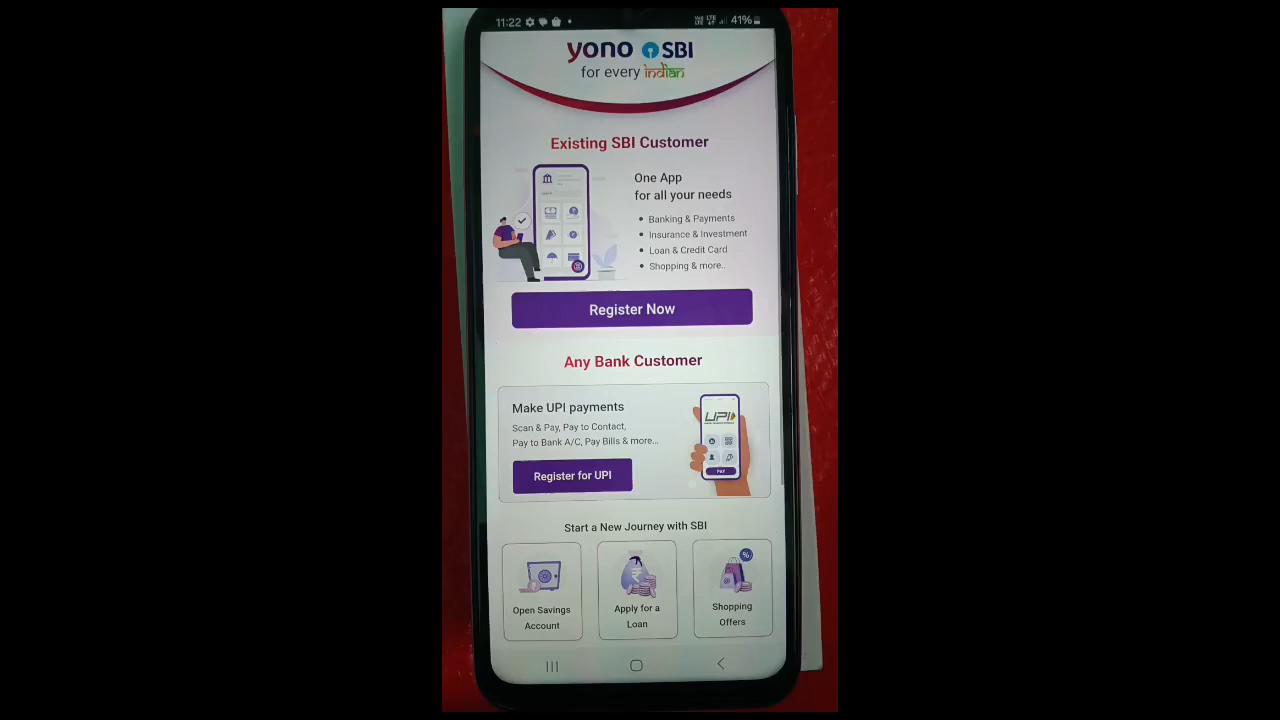 11:22
41%
yono SBI
for every indian
Existing SBI Customer
One App
for all your needs
• Banking & Payments
• Insurance & Investment
• Loan & Credit Card
• Shopping & more..
Register Now
Any Bank Customer
Make UPI payments
Scan & Pay, Pay to Contact,
Pay to Bank A/C, Pay Bills & more...
UPI
PAY
Register for UPI
Start a New Journey with SBI
Open Savings
Account
Apply for a
Loan
Shopping
Offers